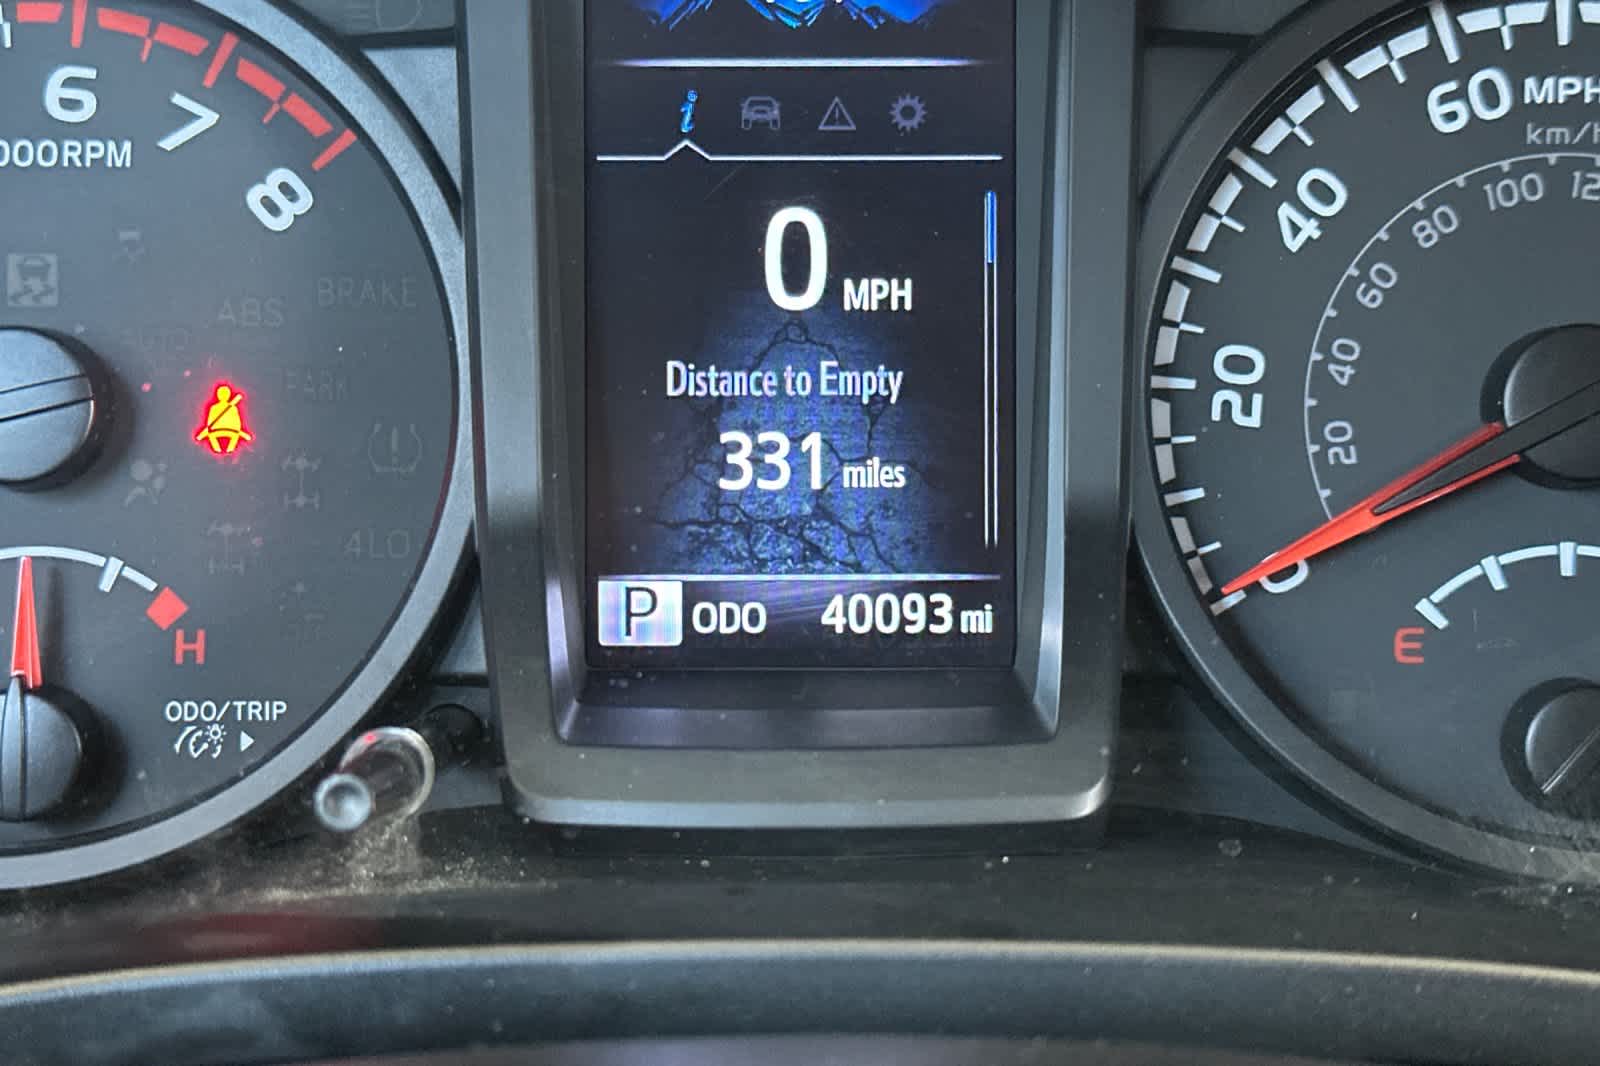 6
7
8
000RPM
BRAKE
ABS
PARK
4LO
H
ODO/TRIP
0 MPH
Distance to Empty
331 miles
P ODO 40093 mi
60 MPH
km/h
40
20
0
100
80
60
40
20
E